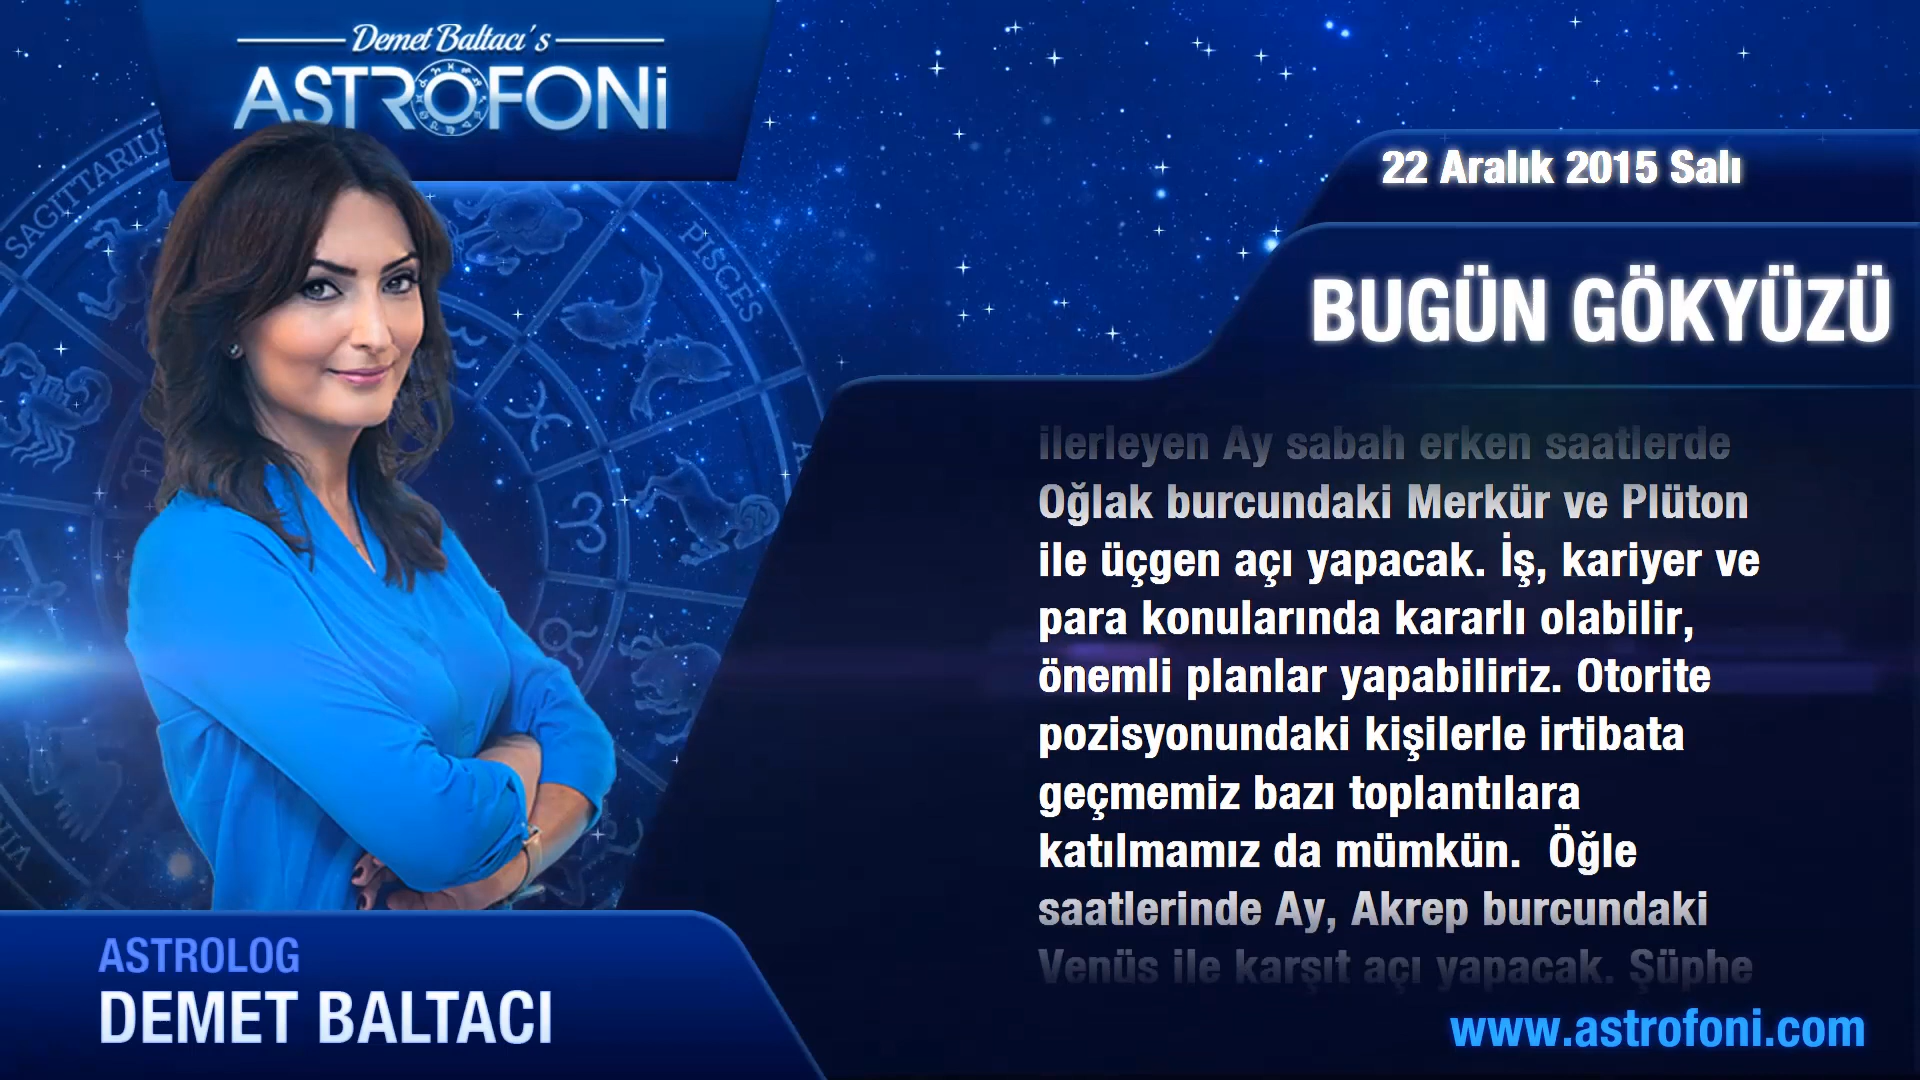 Demet Baltacı's
ASTROFONİ
22 Aralık 2015 Salı
BUGÜN GÖKYÜZÜ
ilerleyen Ay sabah erken saatlerde
Oğlak burcundaki Merkür ve Plüton
ile üçgen açı yapacak. İş, kariyer ve
para konularında kararlı olabilir,
önemli planlar yapabiliriz. Otorite
pozisyonundaki kişilerle irtibata
geçmemiz bazı toplantılara
katılmamız da mümkün. Öğle
saatlerinde Ay, Akrep burcundaki
Venüs ile karşıt açı yapacak. Şüphe
SAGITTARIUS
PISCES
ASTROLOG
DEMET BALTACI
www.astrofoni.com